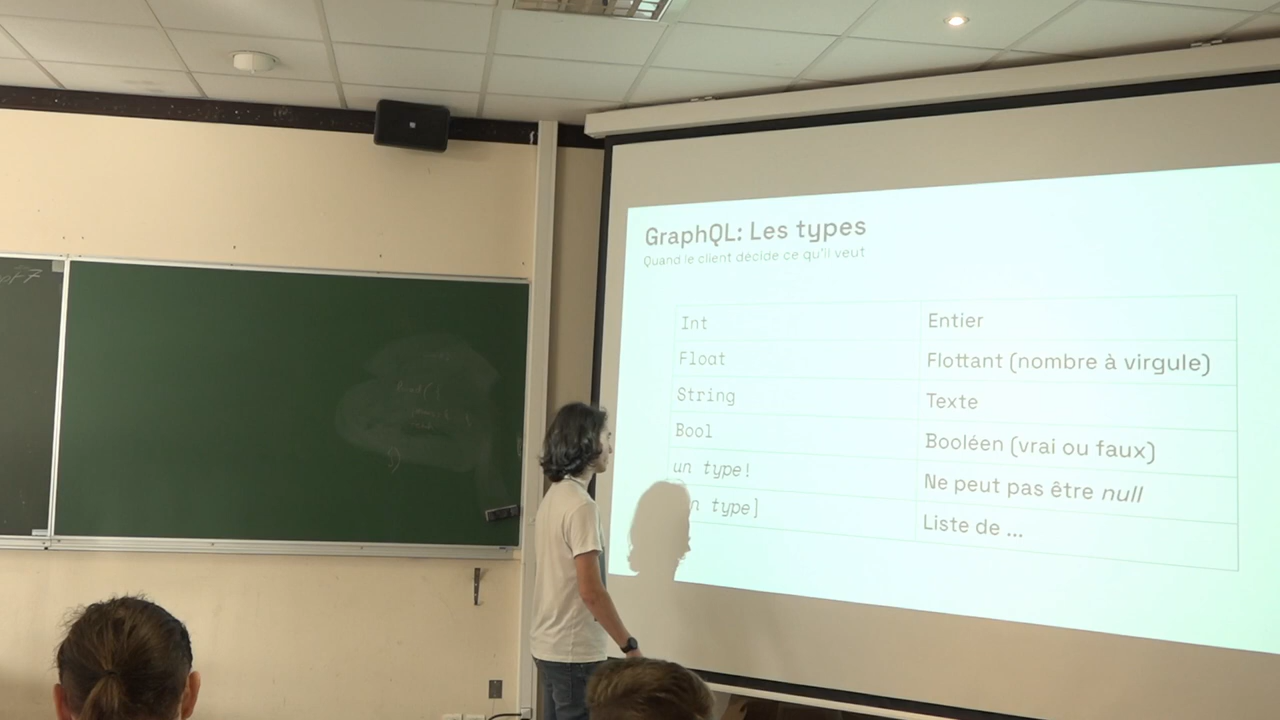 GraphQL: Les types
Quand le client décide ce qu'il veut
Int Entier
Float Flottant (nombre à virgule)
String Texte
Bool Booléen (vrai ou faux)
un type! Ne peut pas être null
n type] Liste de ...